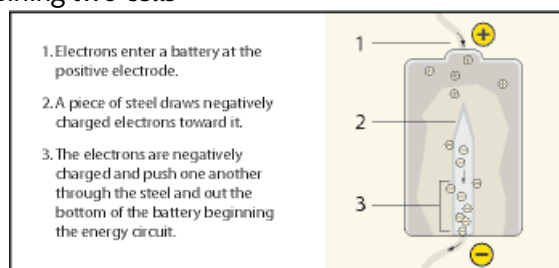 1. Electrons enter a battery at the
positive electrode.
2. A piece of steel draws negatively
charged electrons toward it.
3. The electrons are negatively
charged and push one another
through the steel and out the
bottom of the battery beginning
the energy circuit.
1
+
2
3
−